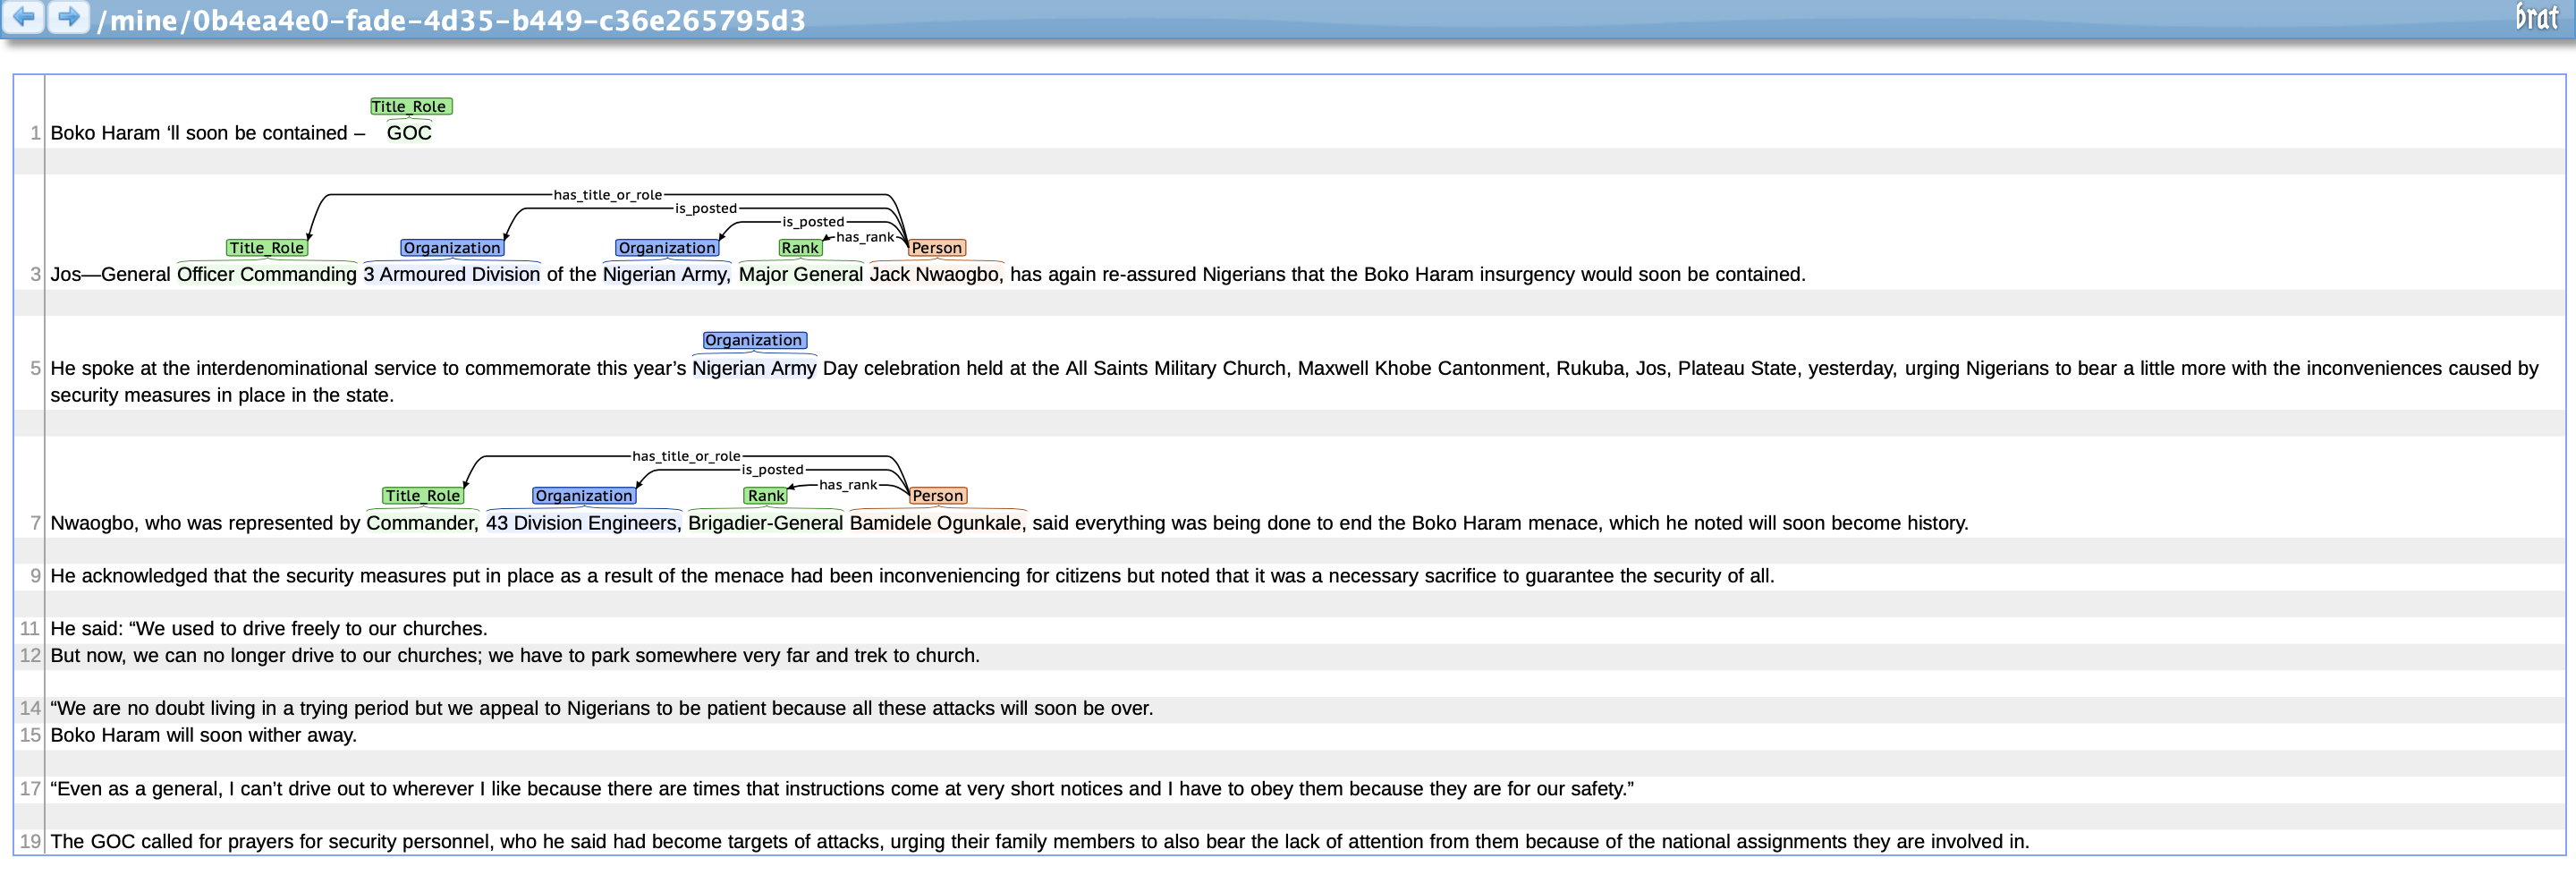 /mine/0b4ea4e0-fade-4d35-b449-c36e265795d3
brat
Title_Role
1 Boko Haram ‘ll soon be contained – GOC
has_title_or_role
is_posted
is_posted
has_rank
Title_Role Organization Organization Rank Person
3 Jos—General Officer Commanding 3 Armoured Division of the Nigerian Army, Major General Jack Nwaogbo, has again re-assured Nigerians that the Boko Haram insurgency would soon be contained.
Organization
5 He spoke at the interdenominational service to commemorate this year’s Nigerian Army Day celebration held at the All Saints Military Church, Maxwell Khobe Cantonment, Rukuba, Jos, Plateau State, yesterday, urging Nigerians to bear a little more with the inconveniences caused by
security measures in place in the state.
has_title_or_role
is_posted
has_rank
Title_Role Organization Rank Person
7 Nwaogbo, who was represented by Commander, 43 Division Engineers, Brigadier-General Bamidele Ogunkale, said everything was being done to end the Boko Haram menace, which he noted will soon become history.
9 He acknowledged that the security measures put in place as a result of the menace had been inconveniencing for citizens but noted that it was a necessary sacrifice to guarantee the security of all.
11 He said: “We used to drive freely to our churches.
12 But now, we can no longer drive to our churches; we have to park somewhere very far and trek to church.
14 “We are no doubt living in a trying period but we appeal to Nigerians to be patient because all these attacks will soon be over.
15 Boko Haram will soon wither away.
17 “Even as a general, I can’t drive out to wherever I like because there are times that instructions come at very short notices and I have to obey them because they are for our safety.”
19 The GOC called for prayers for security personnel, who he said had become targets of attacks, urging their family members to also bear the lack of attention from them because of the national assignments they are involved in.